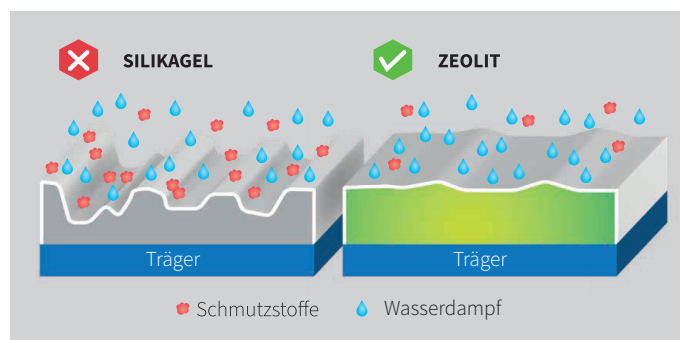 SILIKAGEL
ZEOLIT
Träger
Träger
Schmutzstoffe
Wasserdampf